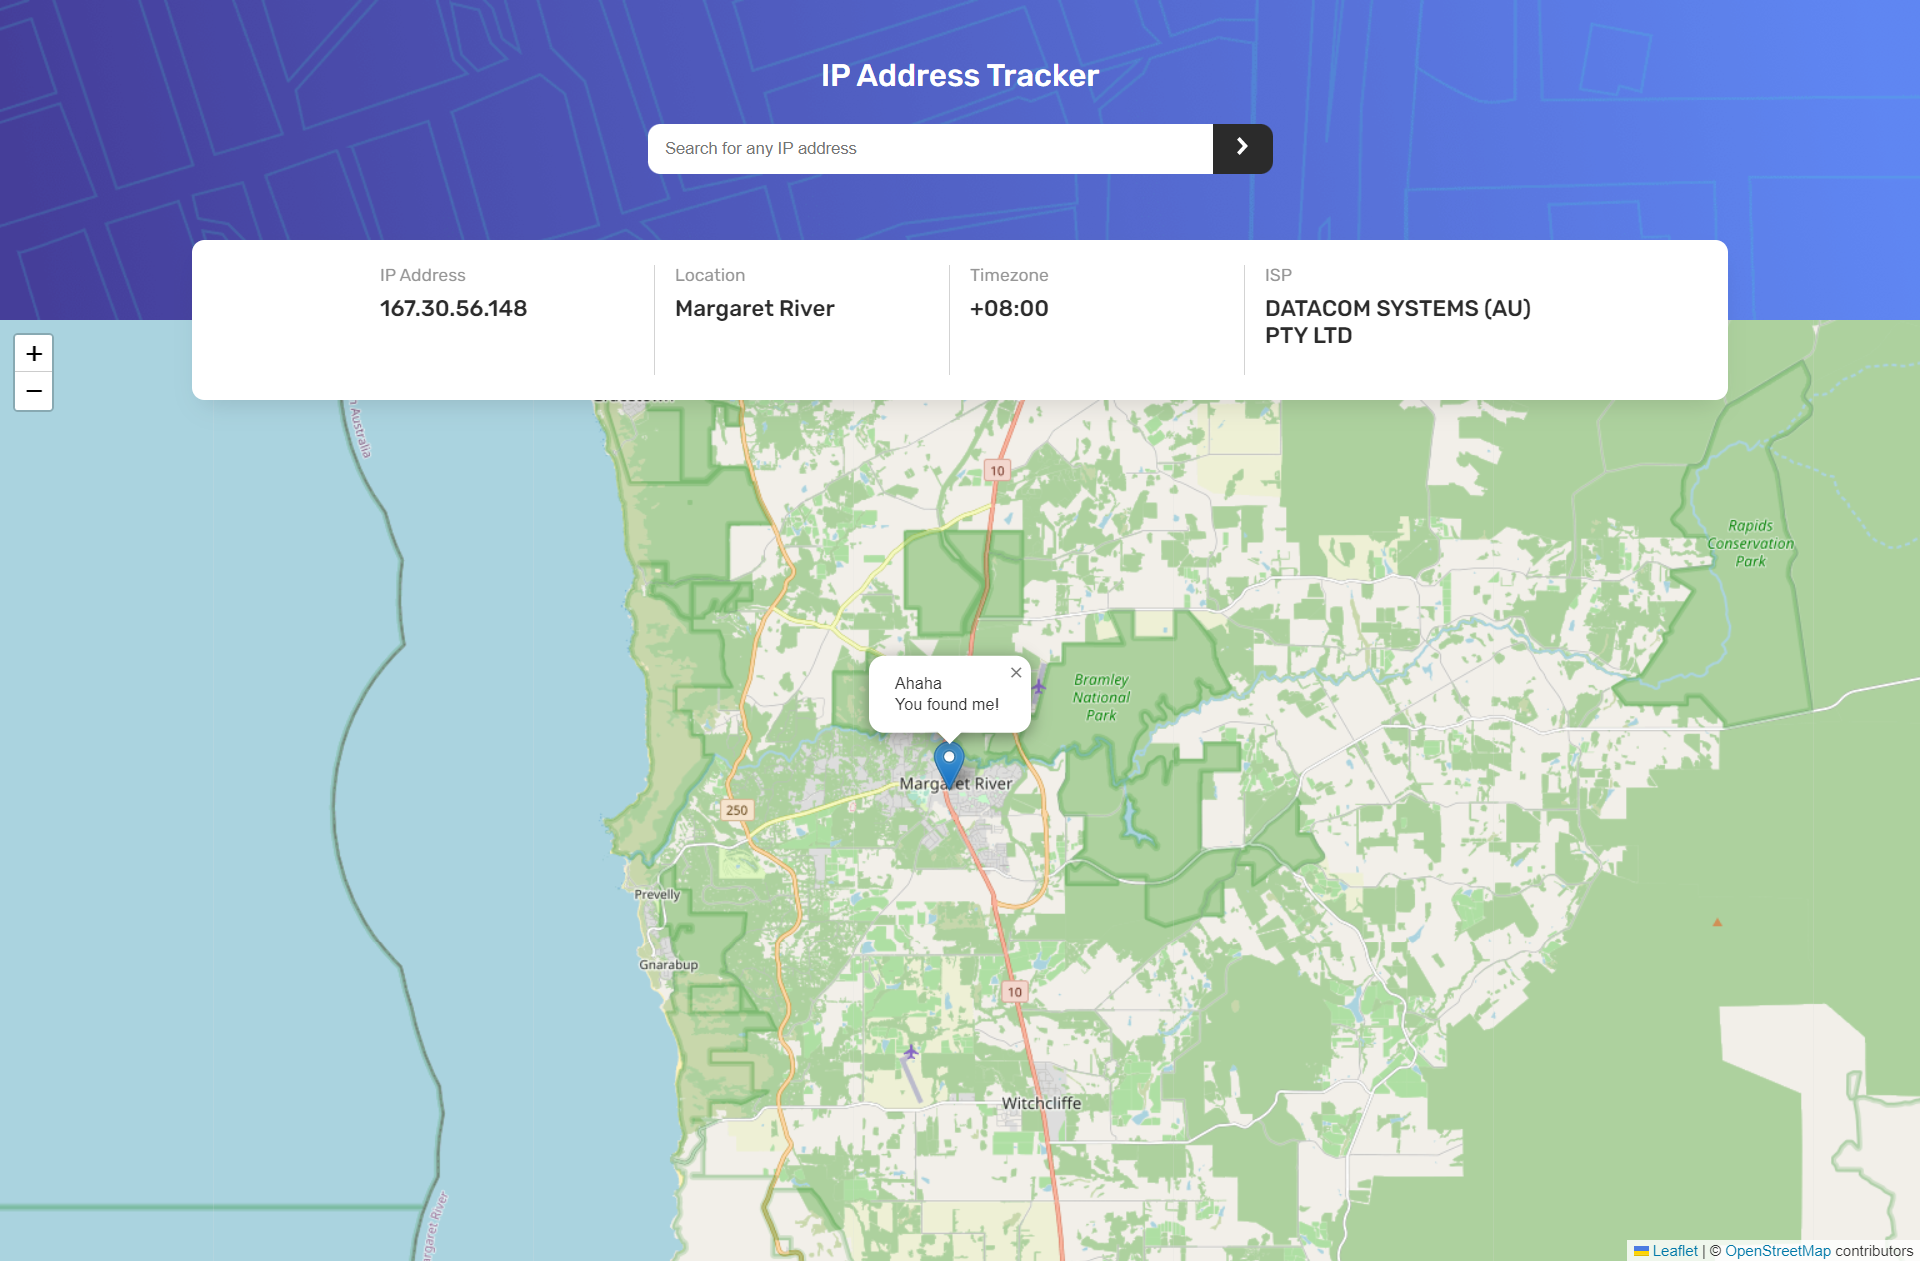 IP Address Tracker
Search for any IP address
IP Address
167.30.56.148
Location
Margaret River
Timezone
+08:00
ISP
DATACOM SYSTEMS (AU)
PTY LTD
+
−
Australia
10
Rapids
Conservation
Park
Bramley
National
Park
×
Ahaha
You found me!
Margaret River
250
Prevelly
Gnarabup
10
Witchcliffe
River
Leaflet | © OpenStreetMap contributors